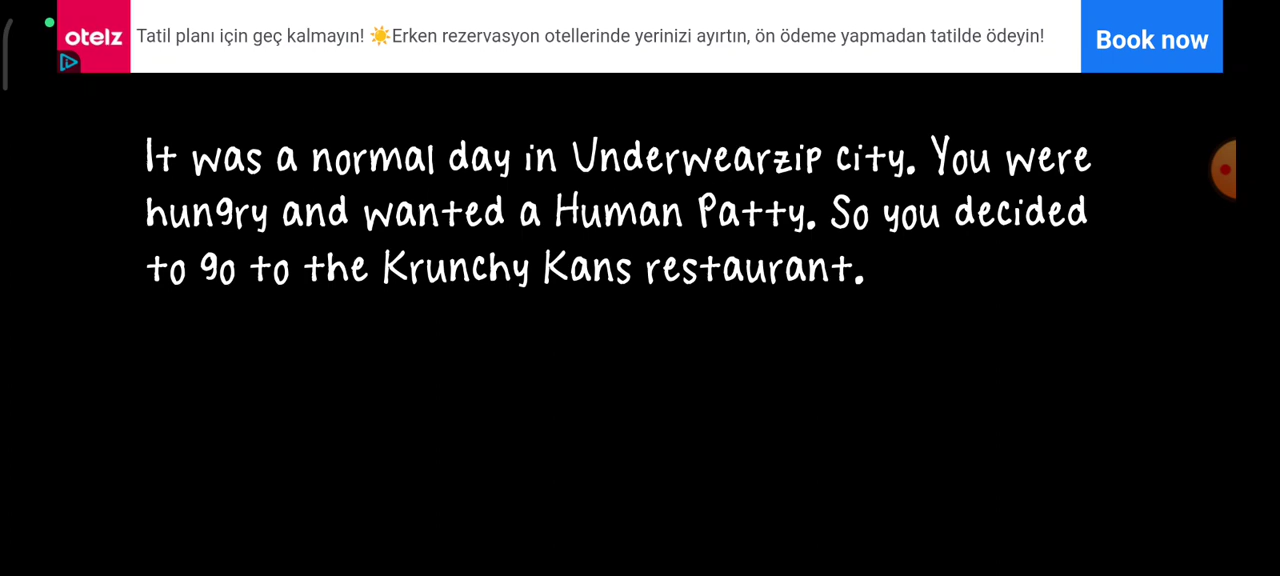 otelz
Tatil planı için geç kalmayın! ☀️Erken rezervasyon otellerinde yerinizi ayırtın, ön ödeme yapmadan tatilde ödeyin!
Book now
It was a normal day in Underwearzip city. You were
hungry and wanted a Human Patty. So you decided
to go to the Krunchy Kans restaurant.